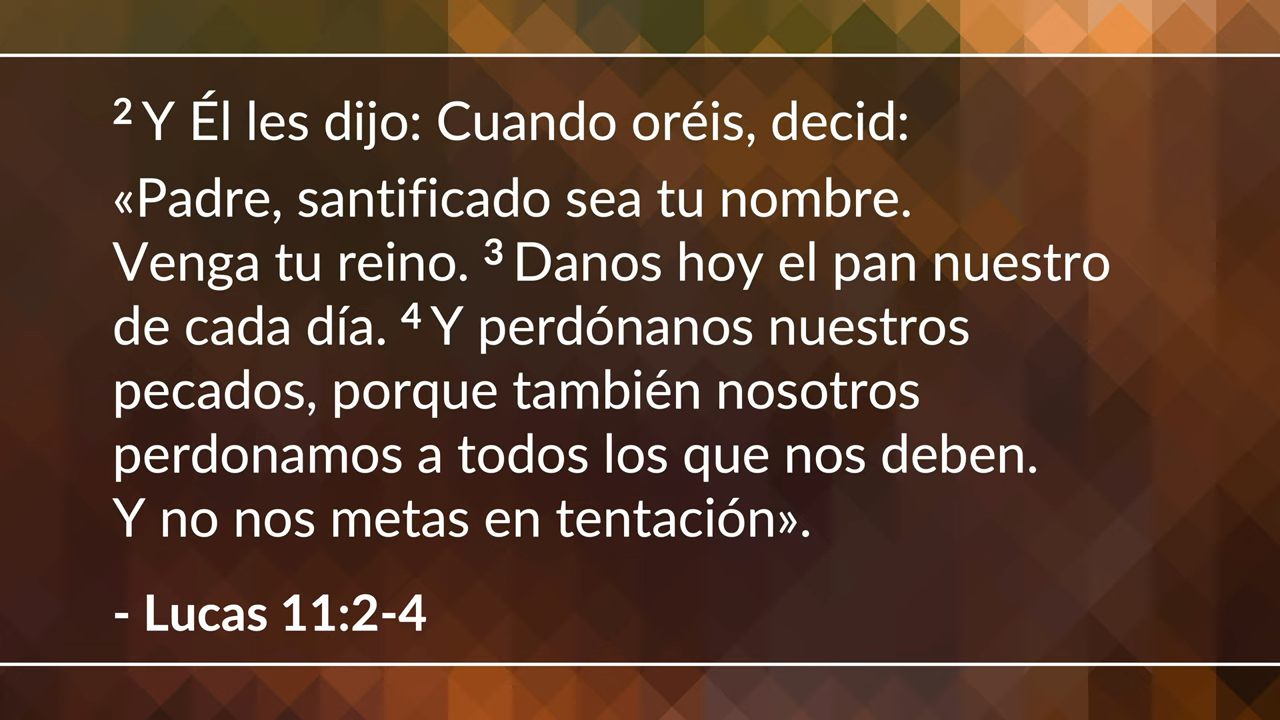 2 Y Él les dijo: Cuando oréis, decid:
«Padre, santificado sea tu nombre.
Venga tu reino. 3 Danos hoy el pan nuestro
de cada día. 4 Y perdónanos nuestros
pecados, porque también nosotros
perdonamos a todos los que nos deben.
Y no nos metas en tentación».
- Lucas 11:2-4